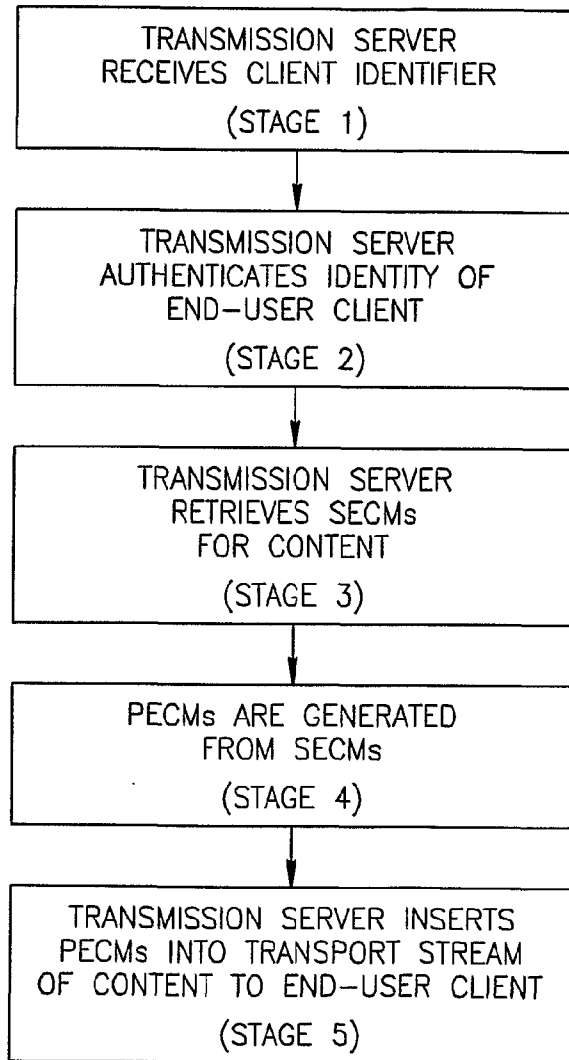 TRANSMISSION SERVER
RECEIVES CLIENT IDENTIFIER
(STAGE 1)
TRANSMISSION SERVER
AUTHENTICATES IDENTITY OF
END-USER CLIENT
(STAGE 2)
TRANSMISSION SERVER
RETRIEVES SECMs
FOR CONTENT
(STAGE 3)
PECMs ARE GENERATED
FROM SECMs
(STAGE 4)
TRANSMISSION SERVER INSERTS
PECMs INTO TRANSPORT STREAM
OF CONTENT TO END-USER CLIENT
(STAGE 5)